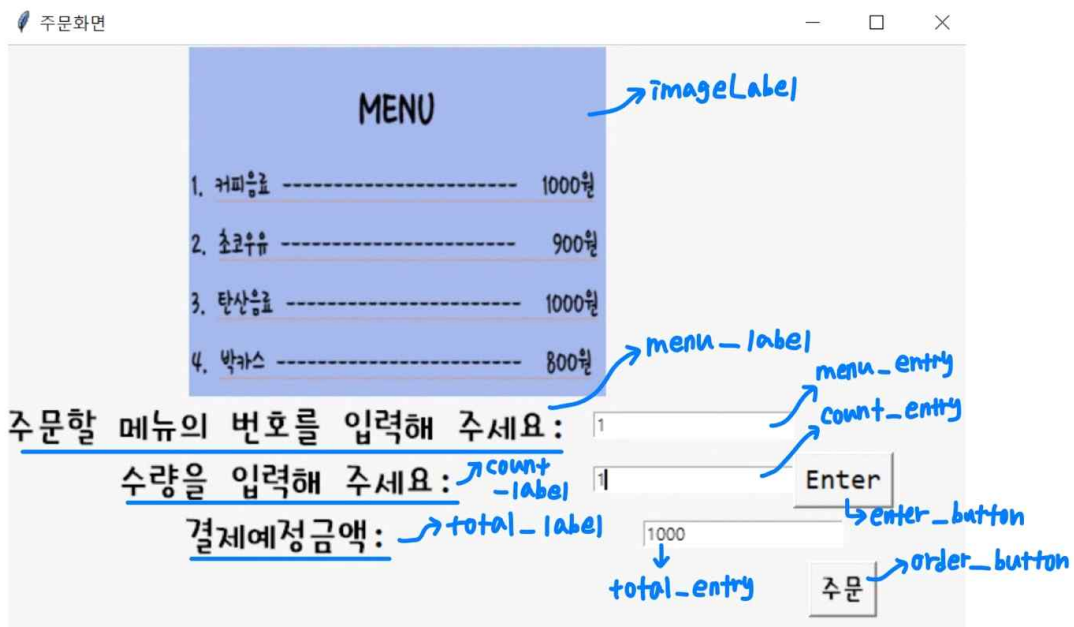 주문화면
MENU
imageLabel
1. 커피음료 ----------------------- 1000원
2. 초코우유 ----------------------- 900원
3. 탄산음료 ----------------------- 1000원
4. 박카스 ------------------------ 800원
menu_label
menu_entry
주문할 메뉴의 번호를 입력해 주세요: 1
count_entry
수량을 입력해 주세요: 1 Enter
count
_label
enter_button
결제예정금액: 1000
total_label
order_button
total_entry
주문